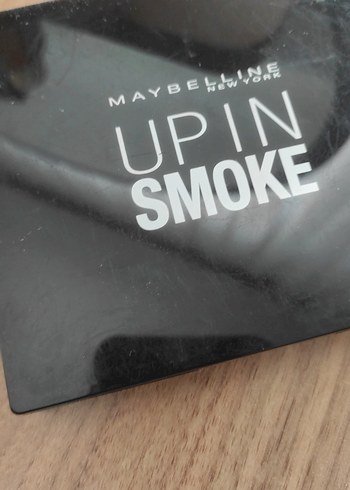 MAYBELLINE
NEW YORK
UP IN
SMOKE